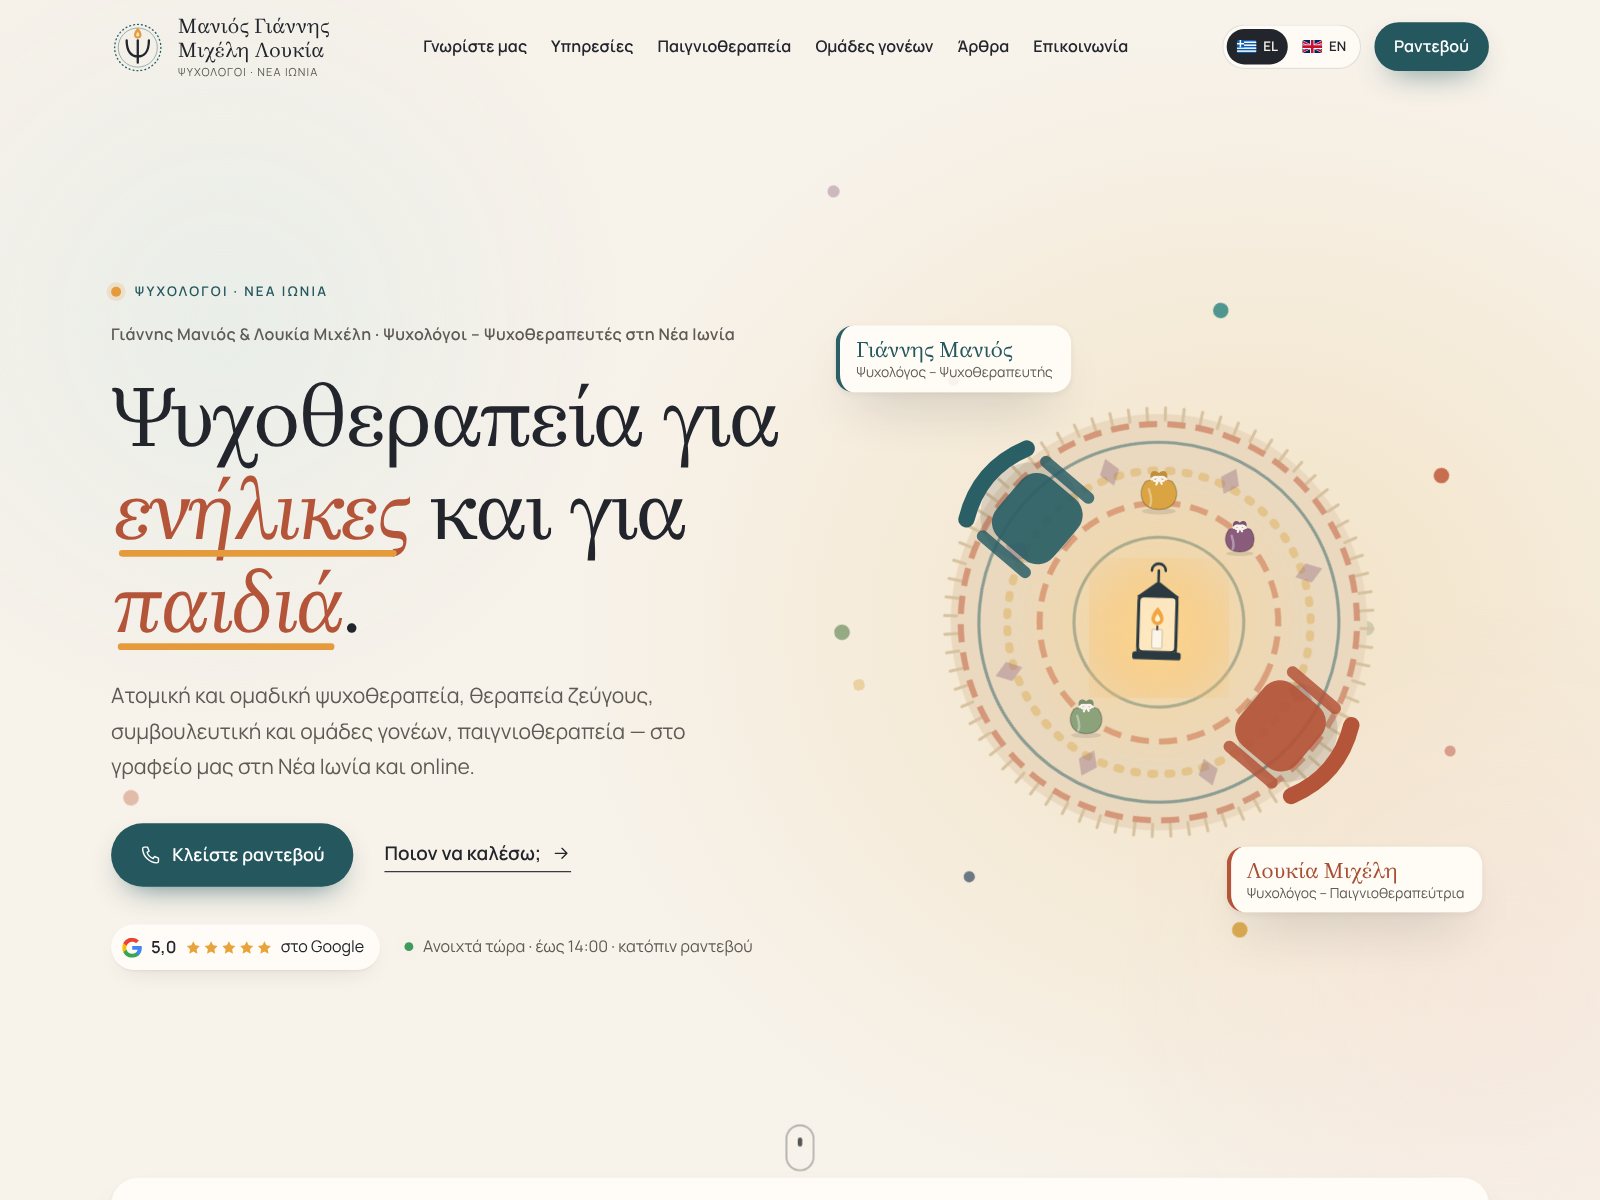 Μανιός Γιάννης
Μιχέλη Λουκία
ΨΥΧΟΛΟΓΟΙ · ΝΕΑ ΙΩΝΙΑ
Γνωρίστε μας Υπηρεσίες Παιγνιοθεραπεία Ομάδες γονέων Άρθρα Επικοινωνία
EL EN Ραντεβού
ΨΥΧΟΛΟΓΟΙ · ΝΕΑ ΙΩΝΙΑ
Γιάννης Μανιός & Λουκία Μιχέλη · Ψυχολόγοι – Ψυχοθεραπευτές στη Νέα Ιωνία
Ψυχοθεραπεία για
ενήλικες και για
παιδιά.
Ατομική και ομαδική ψυχοθεραπεία, θεραπεία ζεύγους,
συμβουλευτική και ομάδες γονέων, παιγνιοθεραπεία — στο
γραφείο μας στη Νέα Ιωνία και online.
Κλείστε ραντεβού Ποιον να καλέσω; →
5,0 ★★★★★ στο Google Ανοιχτά τώρα · έως 14:00 · κατόπιν ραντεβού
Γιάννης Μανιός
Ψυχολόγος – Ψυχοθεραπευτής
Λουκία Μιχέλη
Ψυχολόγος – Παιγνιοθεραπεύτρια